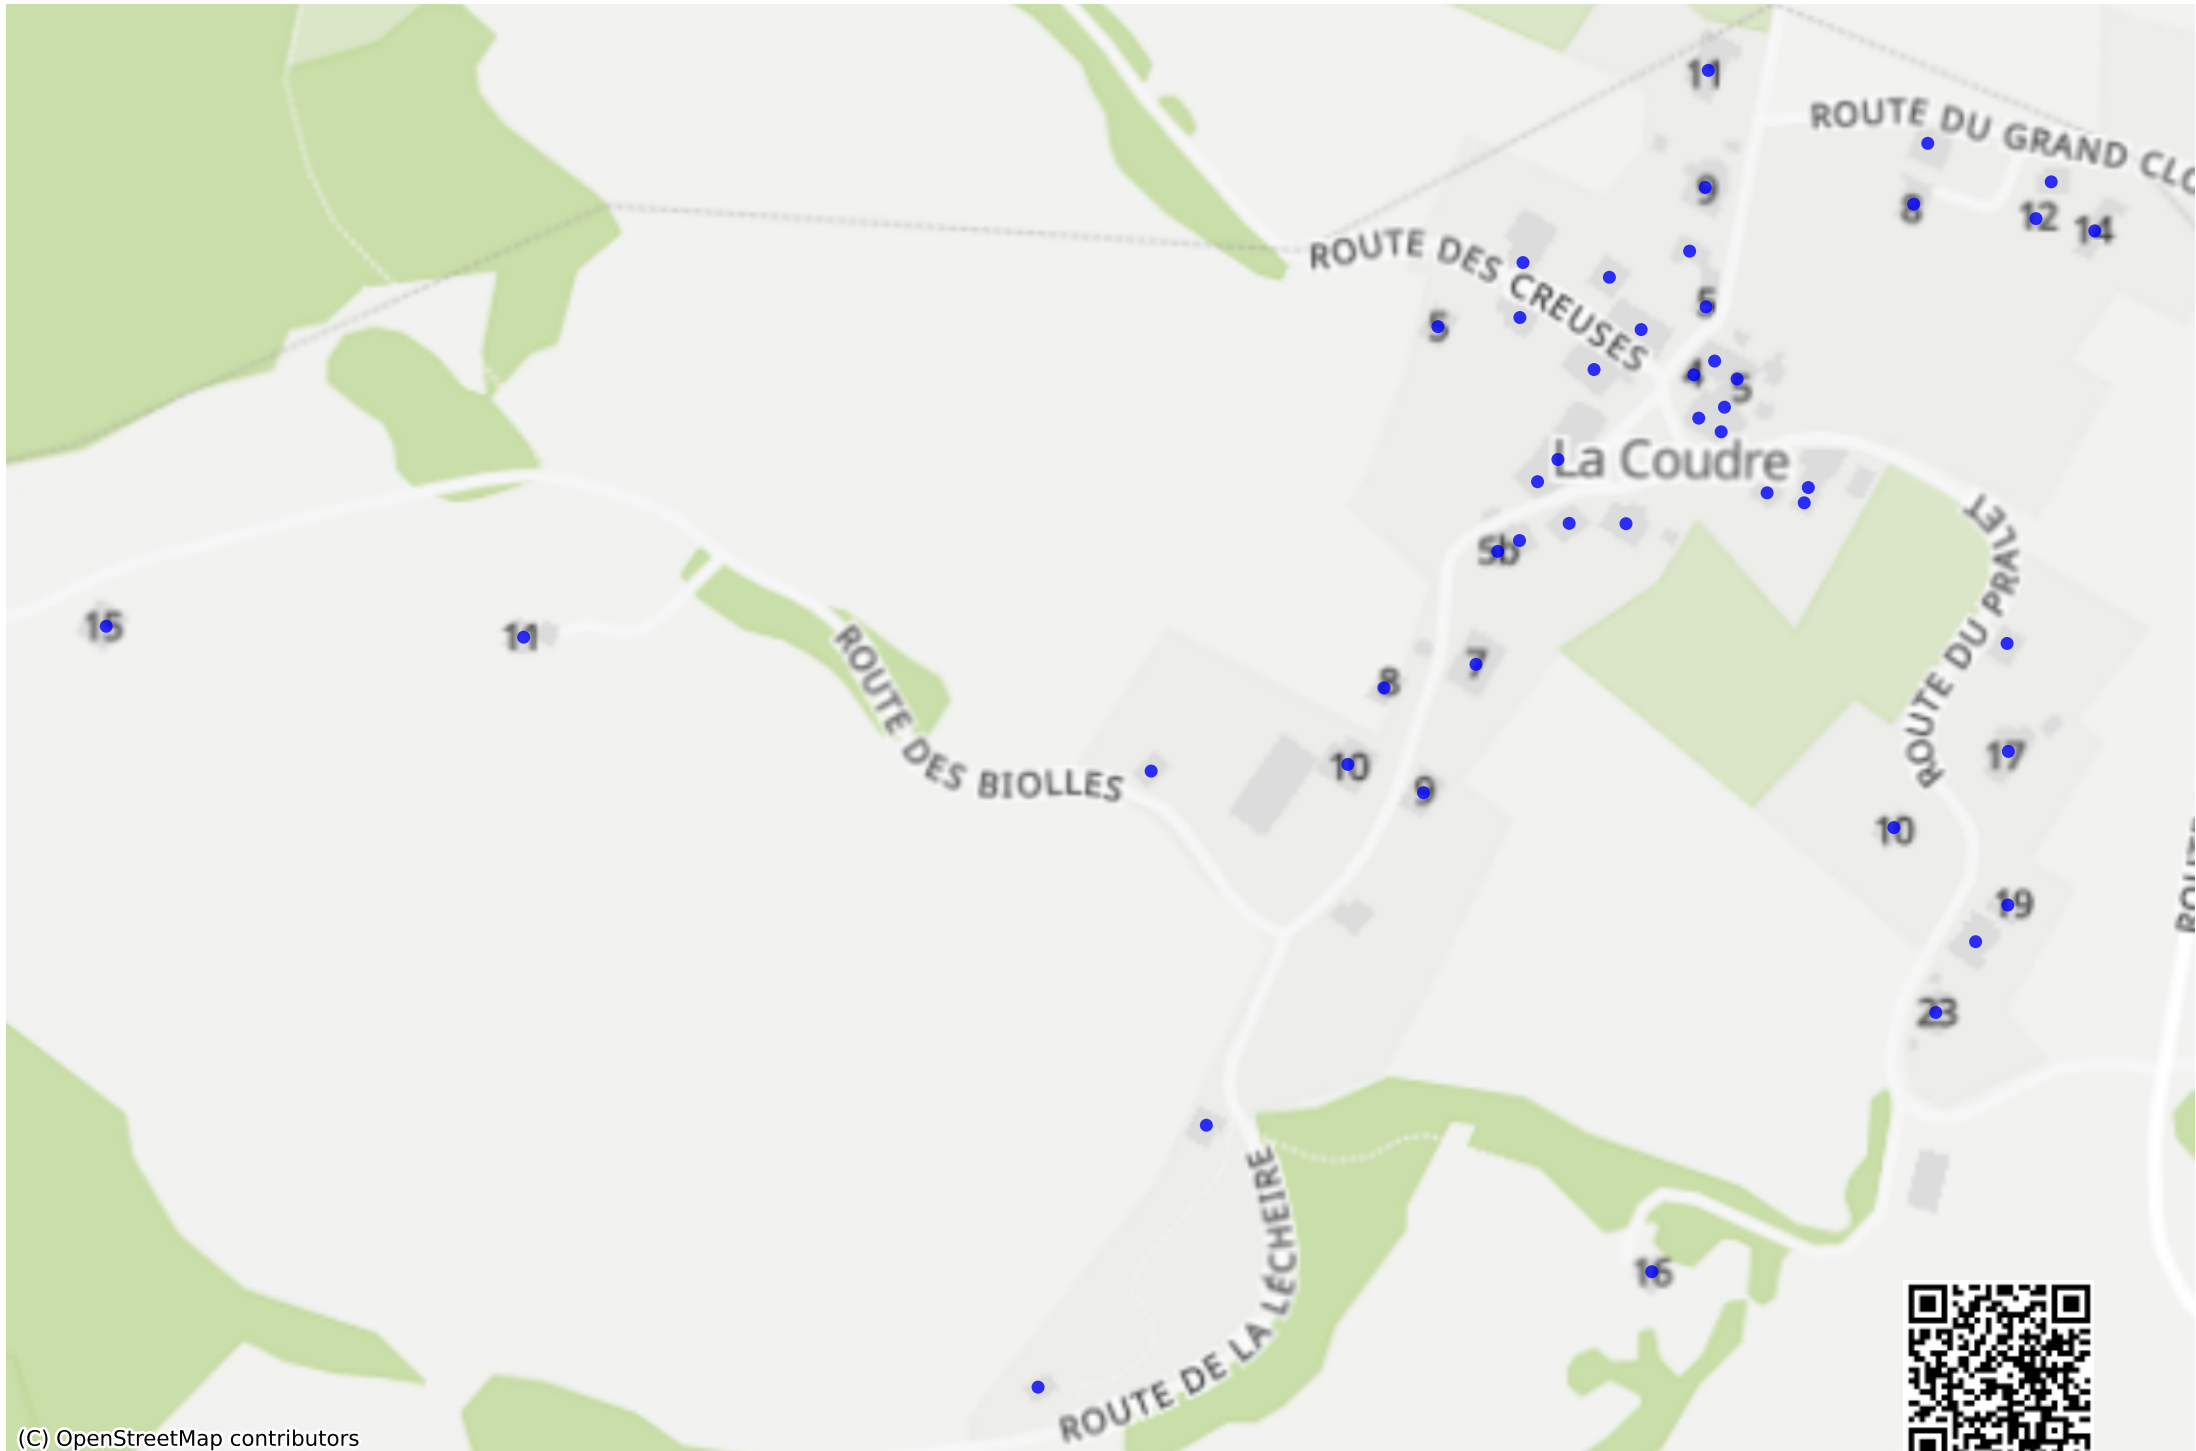 11
ROUTE DU GRAND CLO
9
8
12
14
ROUTE DES CREUSES
5
5
4
5
La Coudre
5b
ROUTE DU PRALET
15
11
ROUTE DES BIOLLES
8
7
10
9
17
10
ROUTE
19
23
ROUTE DE LA LÉCHEIRE
16
(C) OpenStreetMap contributors